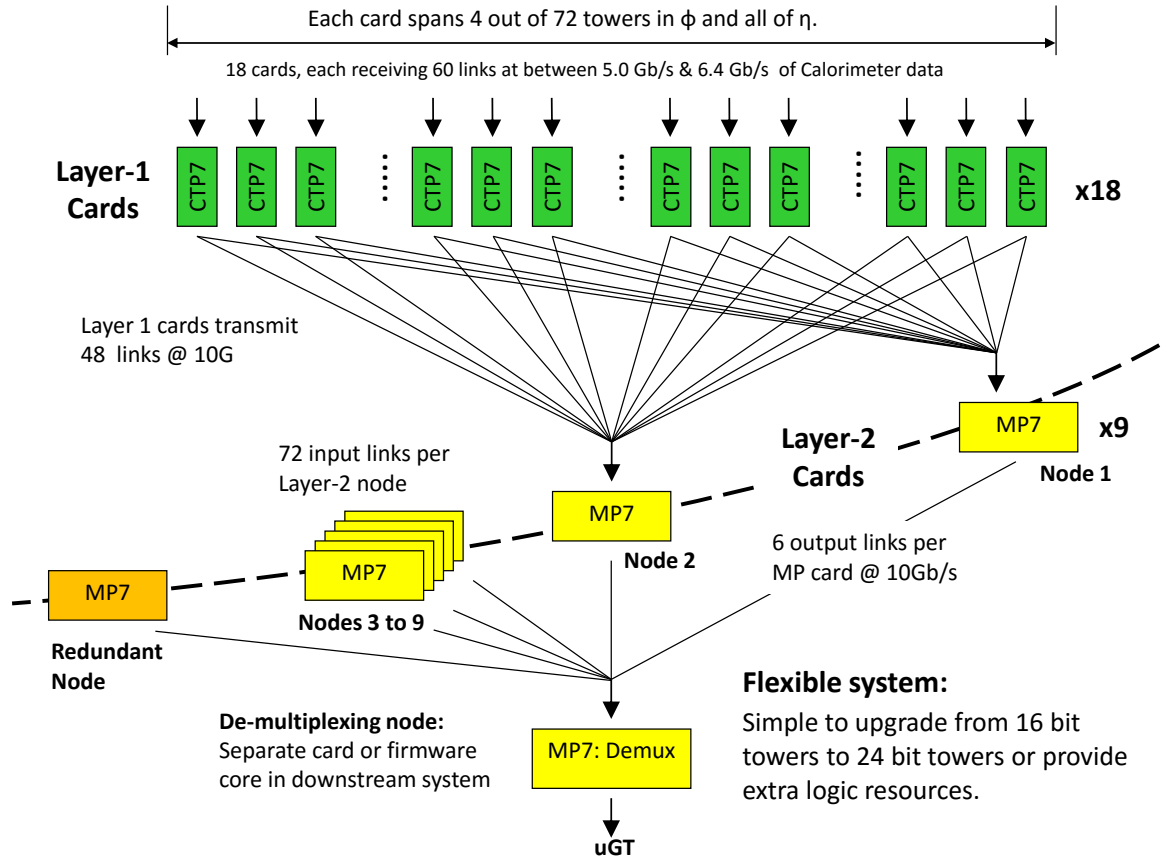 Each card spans 4 out of 72 towers in ϕ and all of η.
18 cards, each receiving 60 links at between 5.0 Gb/s & 6.4 Gb/s of Calorimeter data
Layer-1
Cards
CTP7
CTP7
CTP7
CTP7
CTP7
CTP7
CTP7
CTP7
CTP7
CTP7
CTP7
CTP7
x18
Layer 1 cards transmit
48 links @ 10G
MP7
x9
Node 1
Layer-2
Cards
72 input links per
Layer-2 node
MP7
Node 2
6 output links per
MP card @ 10Gb/s
MP7
Nodes 3 to 9
MP7
Redundant
Node
De-multiplexing node:
Separate card or firmware
core in downstream system
MP7: Demux
uGT
Flexible system:
Simple to upgrade from 16 bit
towers to 24 bit towers or provide
extra logic resources.